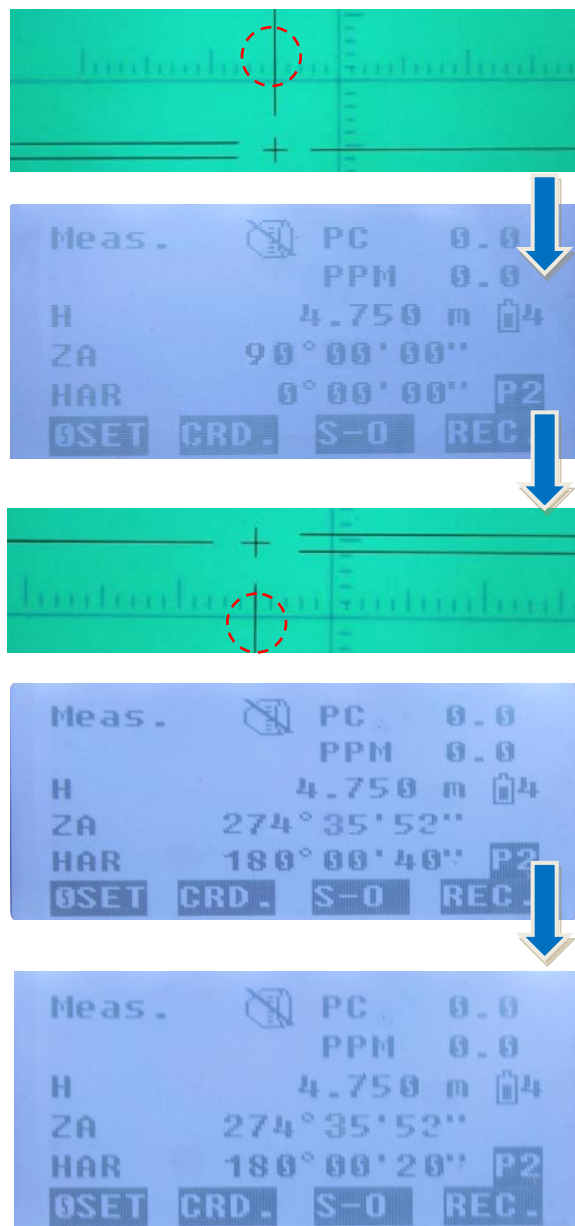 Meas. PC 0.0
PPM 0.0
H 4.750 m 4
ZA 90°00'00"
HAR 0°00'00" P2
0SET CRD. S-O REC.
Meas. PC 0.0
PPM 0.0
H 4.750 m 4
ZA 274°35'52"
HAR 180°00'40" P2
0SET CRD. S-O REC.
Meas. PC 0.0
PPM 0.0
H 4.750 m 4
ZA 274°35'52"
HAR 180°00'20" P2
0SET CRD. S-O REC.